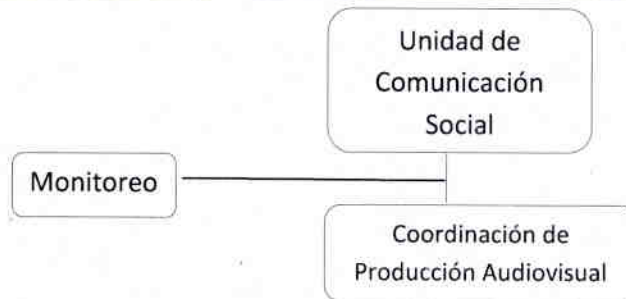 Unidad de
Comunicación
Social
Monitoreo
Coordinación de
Producción Audiovisual